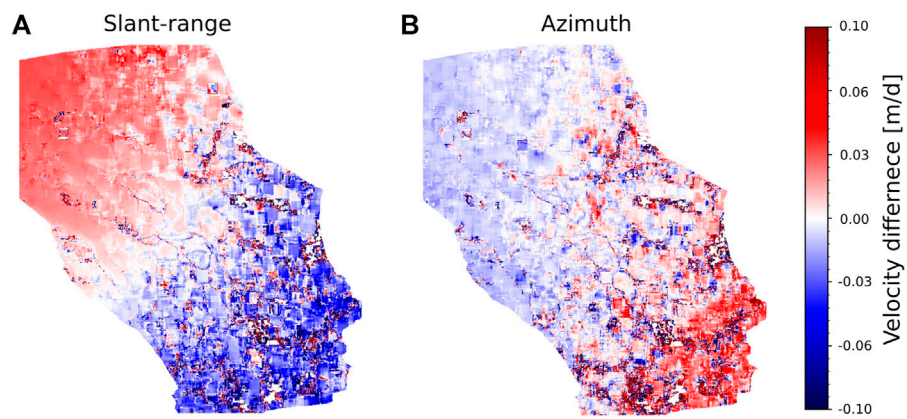 A Slant-range
B Azimuth
0.10
0.06
0.03
0.00
-0.03
-0.06
-0.10
Velocity differnece [m/d]